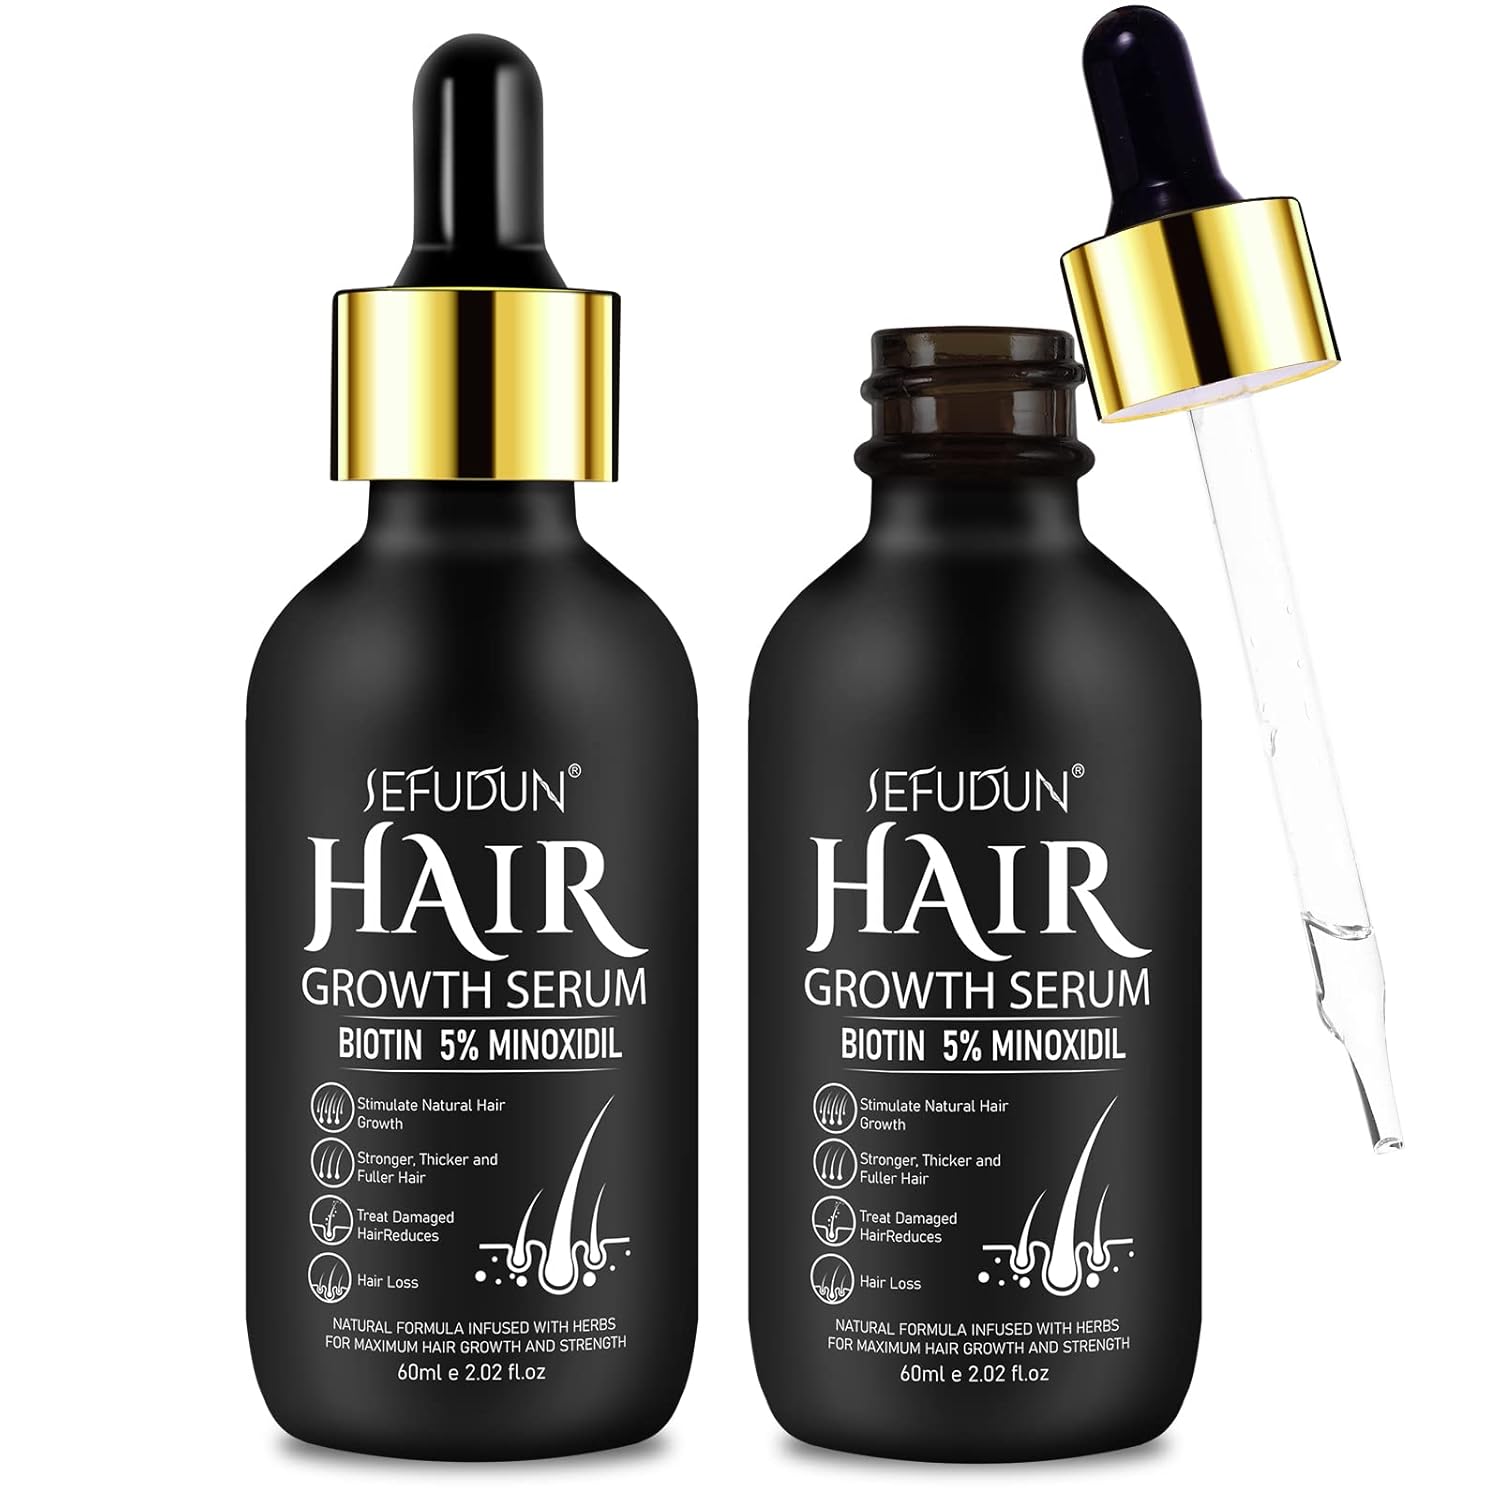 SEFUDUN®
HAIR
GROWTH SERUM
BIOTIN 5% MINOXIDIL
Stimulate Natural Hair
Growth
Stronger, Thicker and
Fuller Hair
Treat Damaged
HairReduces
Hair Loss
NATURAL FORMULA INFUSED WITH HERBS
FOR MAXIMUM HAIR GROWTH AND STRENGTH
60ml e 2.02 fl.oz
SEFUDUN®
HAIR
GROWTH SERUM
BIOTIN 5% MINOXIDIL
Stimulate Natural Hair
Growth
Stronger, Thicker and
Fuller Hair
Treat Damaged
HairReduces
Hair Loss
NATURAL FORMULA INFUSED WITH HERBS
FOR MAXIMUM HAIR GROWTH AND STRENGTH
60ml e 2.02 fl.oz